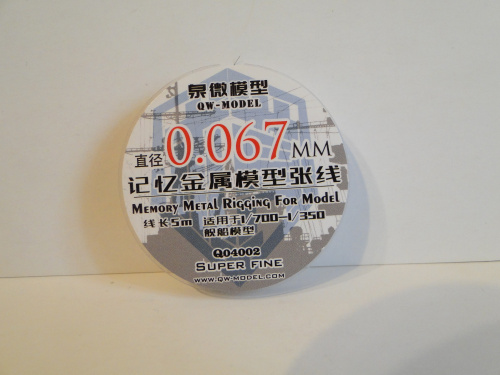 泉微模型
QW-MODEL
直径0.067MM
记忆金属模型张线
Memory Metal Rigging For Model
线长5m 适用于1/700-1/350
舰船模型
Q04002
SUPER FINE
WWW.QW-MODEL.COM